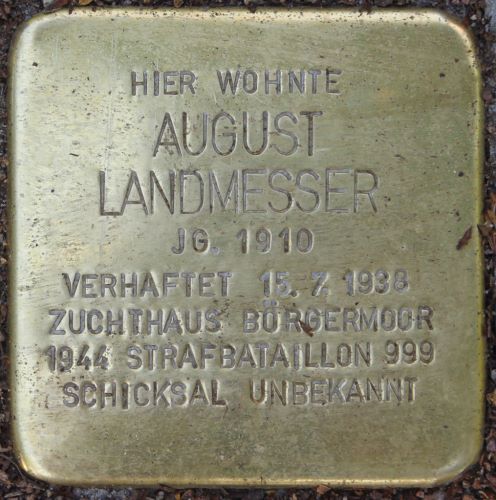 HIER WOHNTE
AUGUST
LANDMESSER
JG. 1910
VERHAFTET 15. 7. 1938
ZUCHTHAUS BÖRGERMOOR
1944 STRAFBATAILLON 999
SCHICKSAL UNBEKANNT